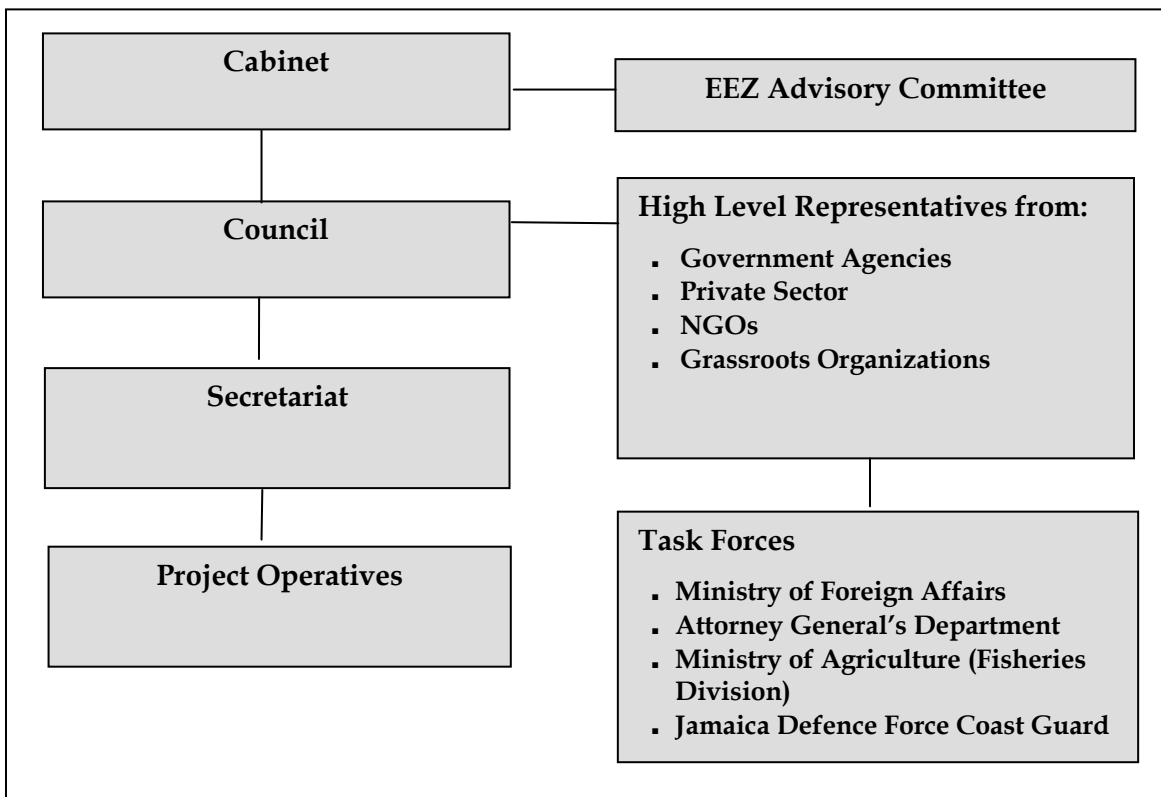 Cabinet
EEZ Advisory Committee
Council
High Level Representatives from:
▪ Government Agencies
▪ Private Sector
▪ NGOs
▪ Grassroots Organizations
Secretariat
Project Operatives
Task Forces
▪ Ministry of Foreign Affairs
▪ Attorney General’s Department
▪ Ministry of Agriculture (Fisheries
Division)
▪ Jamaica Defence Force Coast Guard